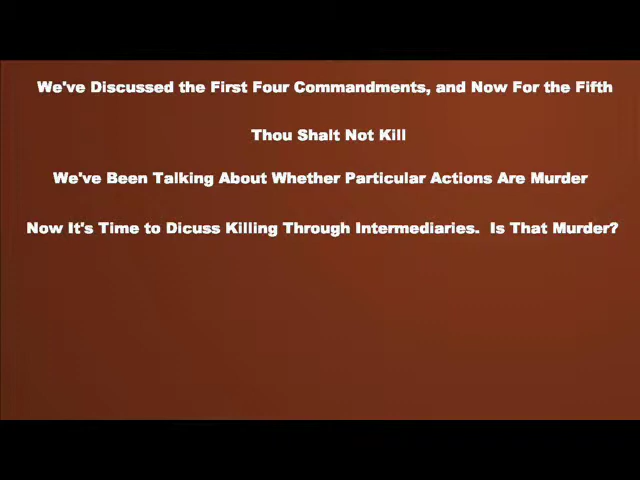 We've Discussed the First Four Commandments, and Now For the Fifth
Thou Shalt Not Kill
We've Been Talking About Whether Particular Actions Are Murder
Now It's Time to Dicuss Killing Through Intermediaries.  Is That Murder?